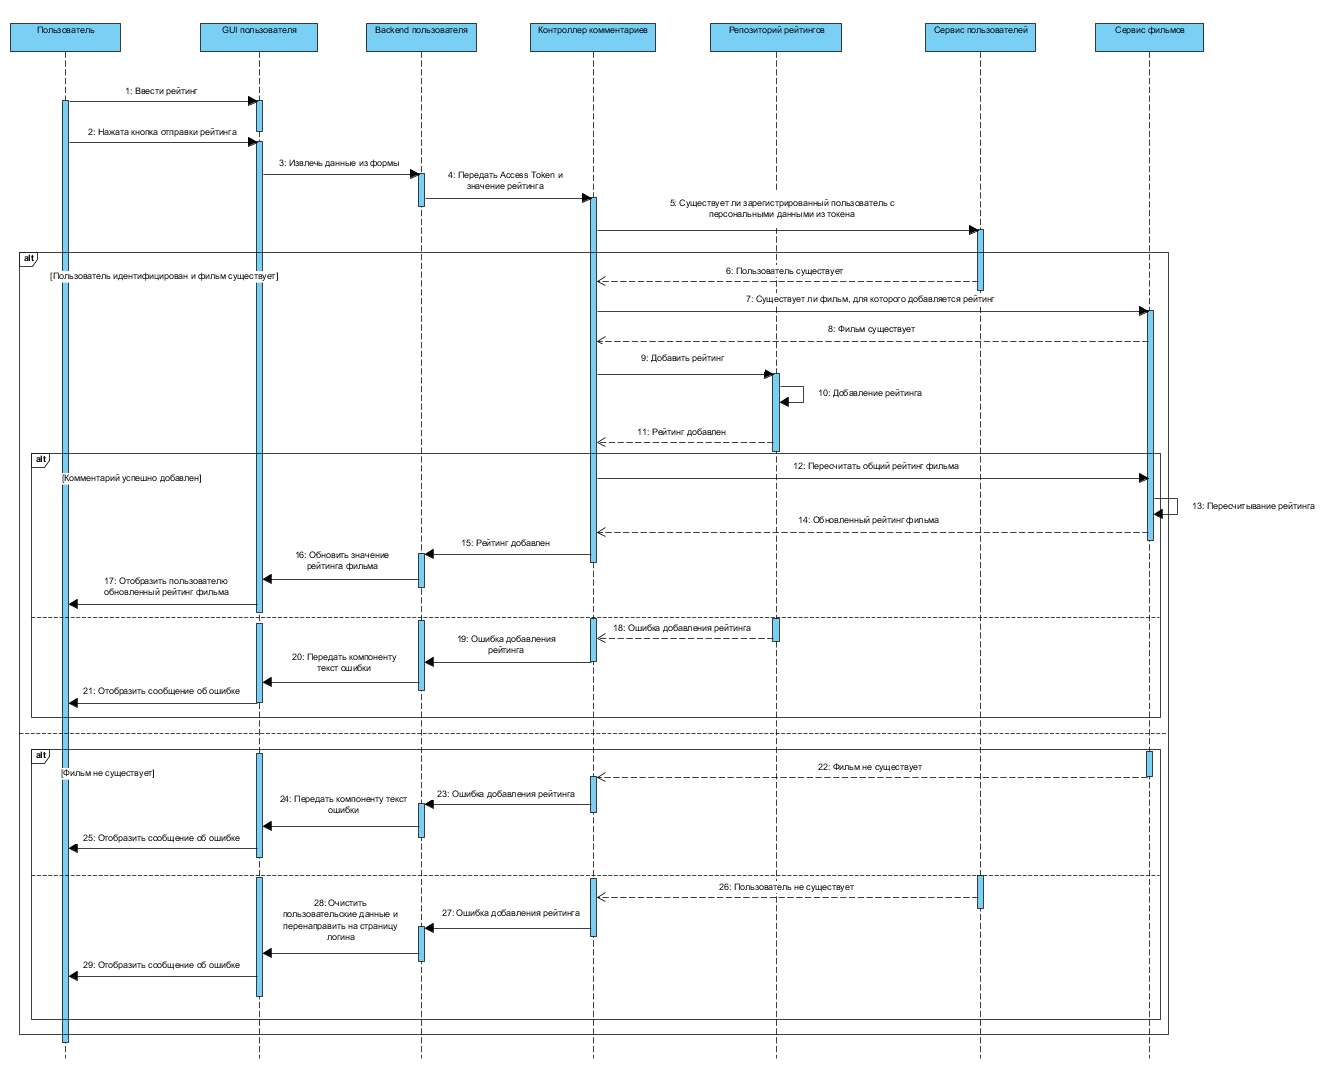 Пользователь
GUI пользователя
Backend пользователя
Контроллер комментариев
Репозиторий рейтингов
Сервис пользователей
Сервис фильмов
1: Ввести рейтинг
2: Нажата кнопка отправки рейтинга
3: Извлечь данные из формы
4: Передать Access Token и
значение рейтинга
5: Существует ли зарегистрированный пользователь с
персональными данными из токена
alt
[Пользователь идентифицирован и фильм существует]
6: Пользователь существует
7: Существует ли фильм, для которого добавляется рейтинг
8: Фильм существует
9: Добавить рейтинг
10: Добавление рейтинга
11: Рейтинг добавлен
alt
[Комментарий успешно добавлен]
12: Пересчитать общий рейтинг фильма
13: Пересчитывание рейтинга
14: Обновленный рейтинг фильма
15: Рейтинг добавлен
16: Обновить значение
рейтинга фильма
17: Отобразить пользователю
обновленный рейтинг фильма
18: Ошибка добавления рейтинга
19: Ошибка добавления
рейтинга
20: Передать компоненту
текст ошибки
21: Отобразить сообщение об ошибке
alt
[Фильм не существует]
22: Фильм не существует
23: Ошибка добавления рейтинга
24: Передать компоненту текст
ошибки
25: Отобразить сообщение об ошибке
26: Пользователь не существует
27: Ошибка добавления рейтинга
28: Очистить
пользовательские данные и
перенаправить на страницу
логина
29: Отобразить сообщение об ошибке